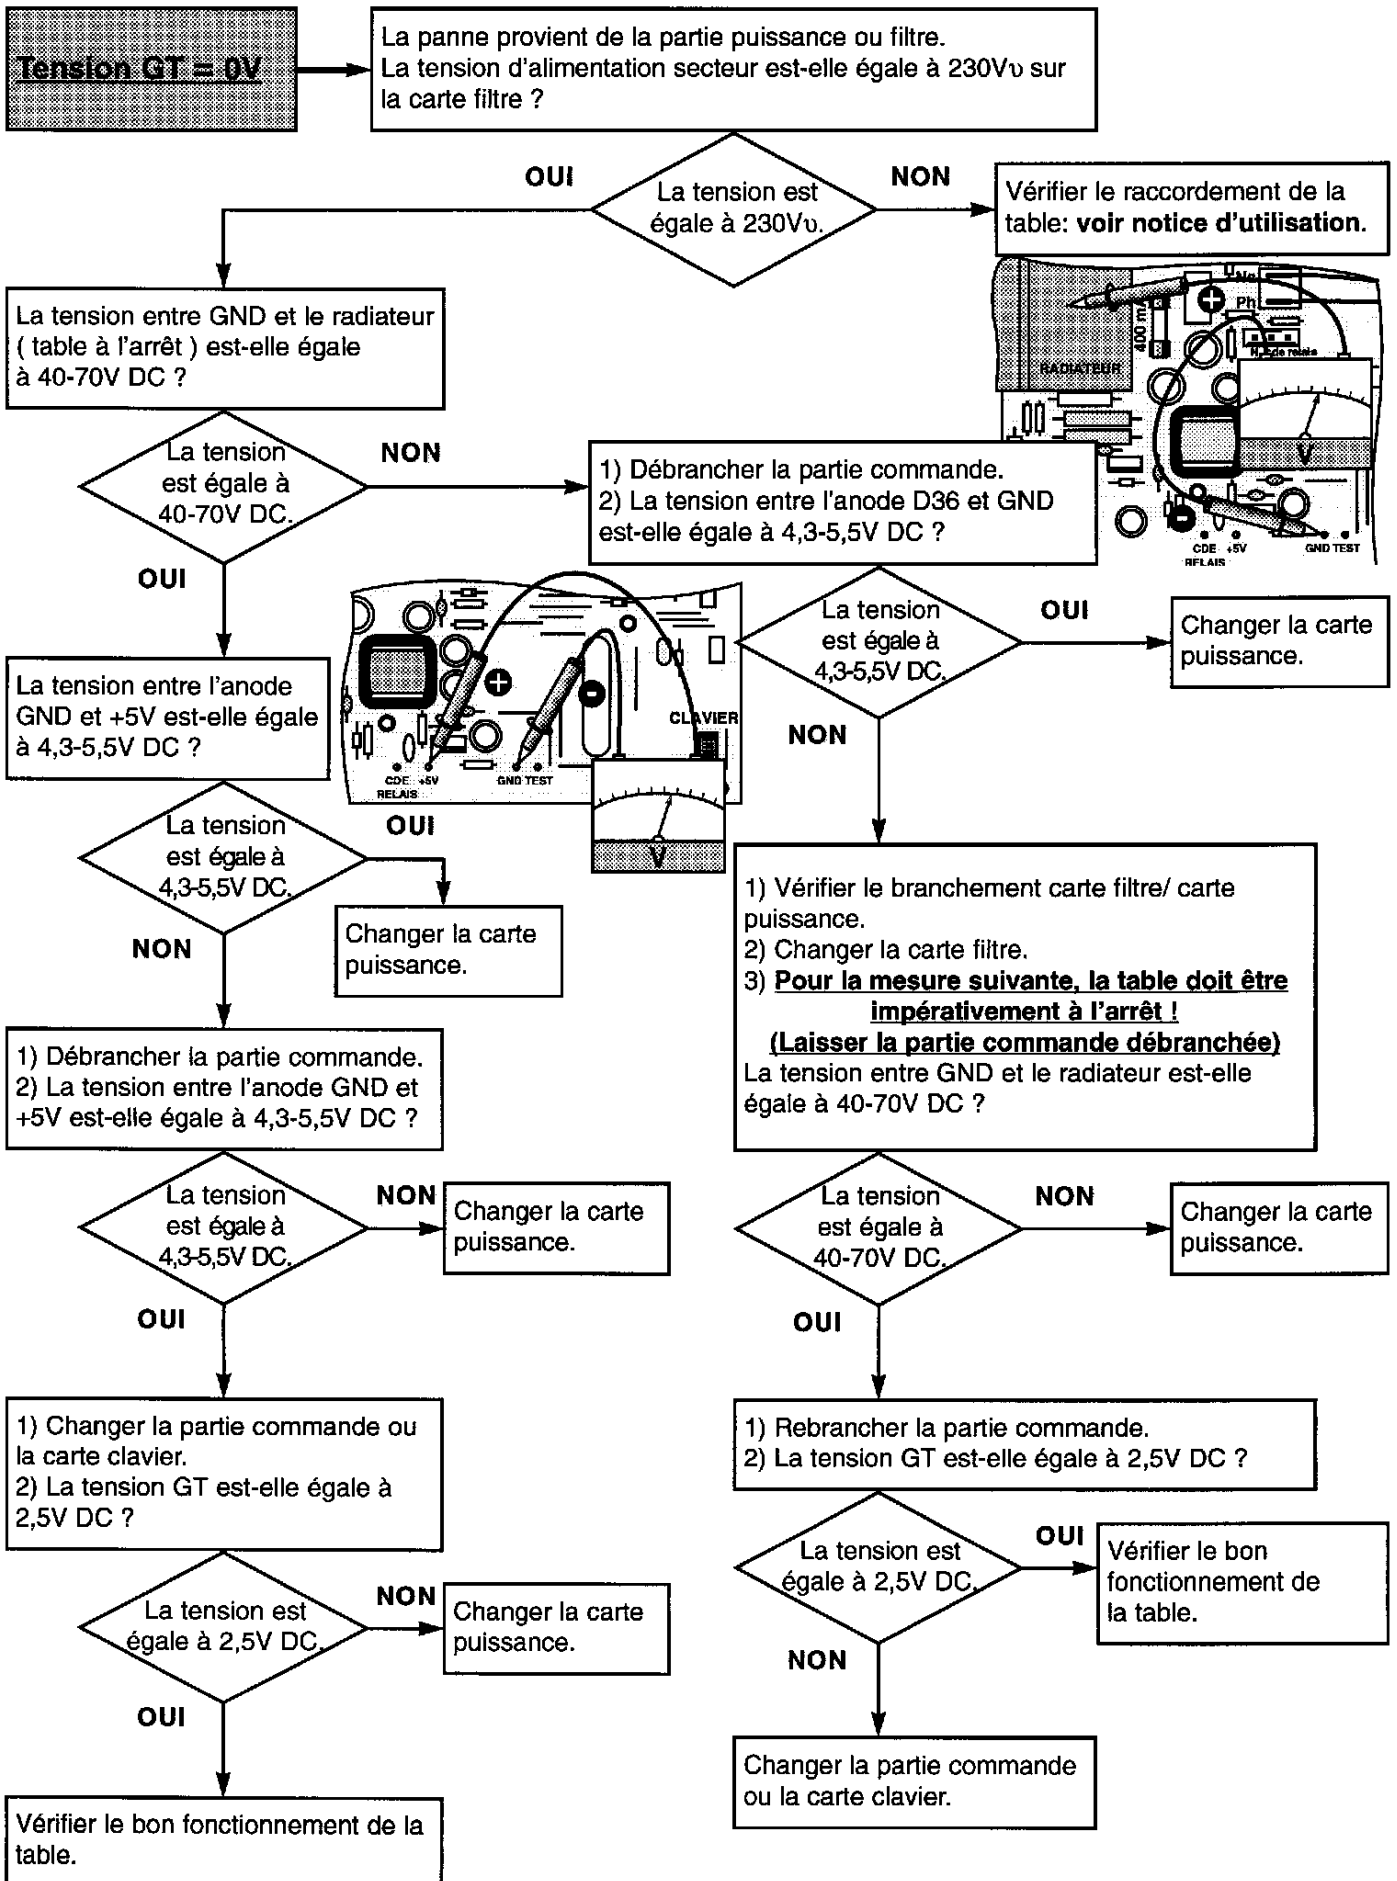 Tension GT = 0V
La panne provient de la partie puissance ou filtre.
La tension d'alimentation secteur est-elle égale à 230Vυ sur
la carte filtre ?
OUI
La tension est
égale à 230Vυ.
NON
Vérifier le raccordement de la
table: voir notice d'utilisation.
La tension entre GND et le radiateur
( table à l'arrêt ) est-elle égale
à 40-70V DC ?
RADIATEUR
400 m
+
Ph
V
-
CDE +5V
RELAIS
GND TEST
La tension
est égale à
40-70V DC.
NON
1) Débrancher la partie commande.
2) La tension entre l'anode D36 et GND
est-elle égale à 4,3-5,5V DC ?
OUI
La tension
est égale à
4,3-5,5V DC.
OUI
Changer la carte
puissance.
NON
La tension entre l'anode
GND et +5V est-elle égale
à 4,3-5,5V DC ?
+
-
CLAVIER
CDE +5V
RELAIS
GND TEST
V
La tension
est égale à
4,3-5,5V DC.
OUI
Changer la carte
puissance.
NON
1) Vérifier le branchement carte filtre/ carte
puissance.
2) Changer la carte filtre.
3) Pour la mesure suivante, la table doit être
impérativement à l'arrêt !
(Laisser la partie commande débranchée)
La tension entre GND et le radiateur est-elle
égale à 40-70V DC ?
1) Débrancher la partie commande.
2) La tension entre l'anode GND et
+5V est-elle égale à 4,3-5,5V DC ?
La tension
est égale à
4,3-5,5V DC.
NON
Changer la carte
puissance.
OUI
La tension
est égale à
40-70V DC.
NON
Changer la carte
puissance.
OUI
1) Changer la partie commande ou
la carte clavier.
2) La tension GT est-elle égale à
2,5V DC ?
1) Rebrancher la partie commande.
2) La tension GT est-elle égale à 2,5V DC ?
La tension est
égale à 2,5V DC.
NON
Changer la carte
puissance.
OUI
La tension est
égale à 2,5V DC.
OUI
Vérifier le bon
fonctionnement de
la table.
NON
Changer la partie commande
ou la carte clavier.
Vérifier le bon fonctionnement de la
table.